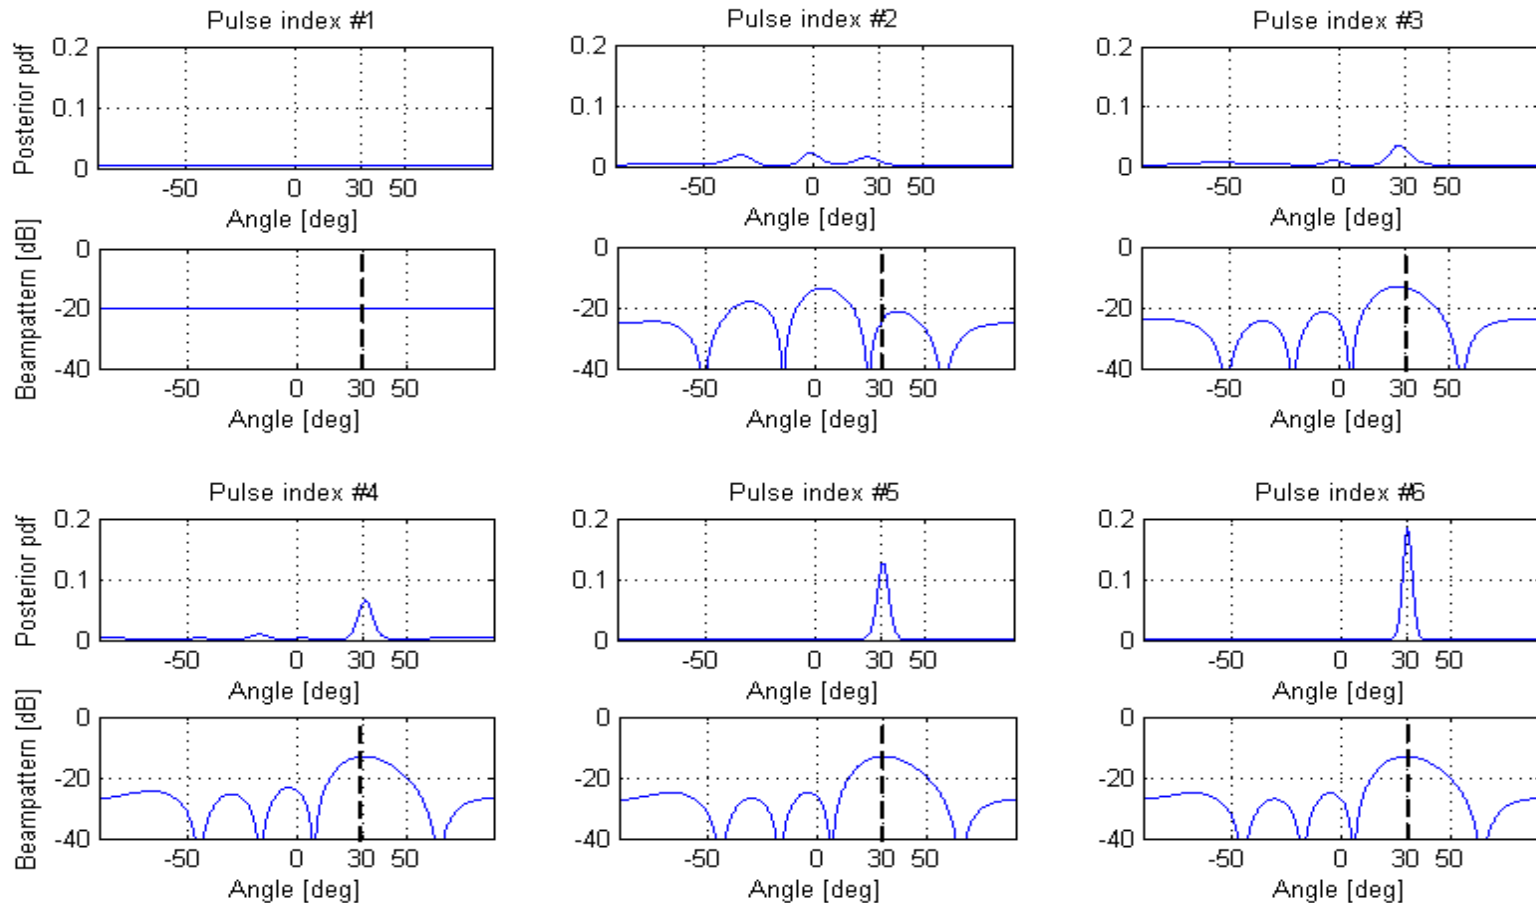 Pulse index #1
Posterior pdf
0.2
0.1
0
-50 0 30 50
Angle [deg]
Beampattern [dB]
0
-20
-40
-50 0 30 50
Angle [deg]
Pulse index #2
0.2
0.1
0
-50 0 30 50
Angle [deg]
0
-20
-40
-50 0 30 50
Angle [deg]
Pulse index #3
0.2
0.1
0
-50 0 30 50
Angle [deg]
0
-20
-40
-50 0 30 50
Angle [deg]
Pulse index #4
Posterior pdf
0.2
0.1
0
-50 0 30 50
Angle [deg]
Beampattern [dB]
0
-20
-40
-50 0 30 50
Angle [deg]
Pulse index #5
0.2
0.1
0
-50 0 30 50
Angle [deg]
0
-20
-40
-50 0 30 50
Angle [deg]
Pulse index #6
0.2
0.1
0
-50 0 30 50
Angle [deg]
0
-20
-40
-50 0 30 50
Angle [deg]